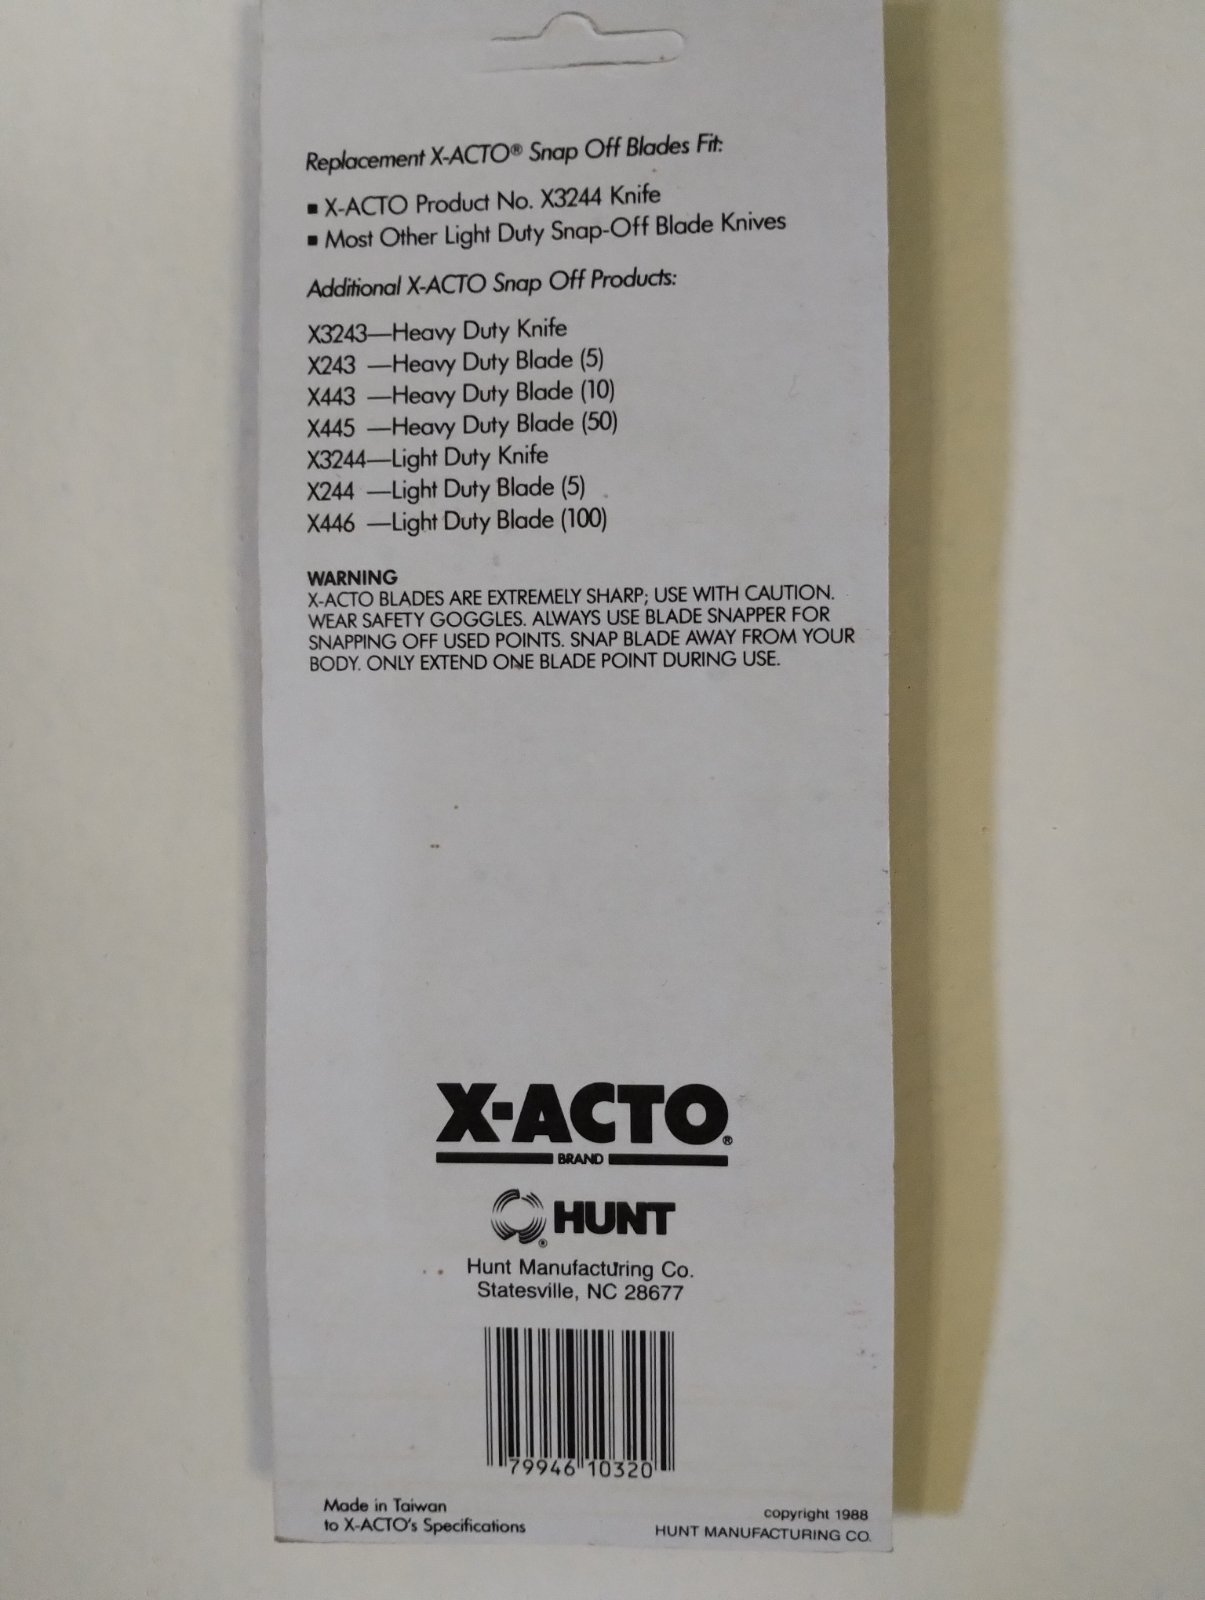 Replacement X-ACTO® Snap Off Blades Fit:
▪ X-ACTO Product No. X3244 Knife
▪ Most Other Light Duty Snap-Off Blade Knives
Additional X-ACTO Snap Off Products:
X3243—Heavy Duty Knife
X243 —Heavy Duty Blade (5)
X443 —Heavy Duty Blade (10)
X445 —Heavy Duty Blade (50)
X3244—Light Duty Knife
X244 —Light Duty Blade (5)
X446 —Light Duty Blade (100)
WARNING
X-ACTO BLADES ARE EXTREMELY SHARP; USE WITH CAUTION.
WEAR SAFETY GOGGLES. ALWAYS USE BLADE SNAPPER FOR
SNAPPING OFF USED POINTS. SNAP BLADE AWAY FROM YOUR
BODY. ONLY EXTEND ONE BLADE POINT DURING USE.
X-ACTO®
BRAND
HUNT
®
Hunt Manufacturing Co.
Statesville, NC 28677
79946 10320
Made in Taiwan
to X-ACTO's Specifications
copyright 1988
HUNT MANUFACTURING CO.